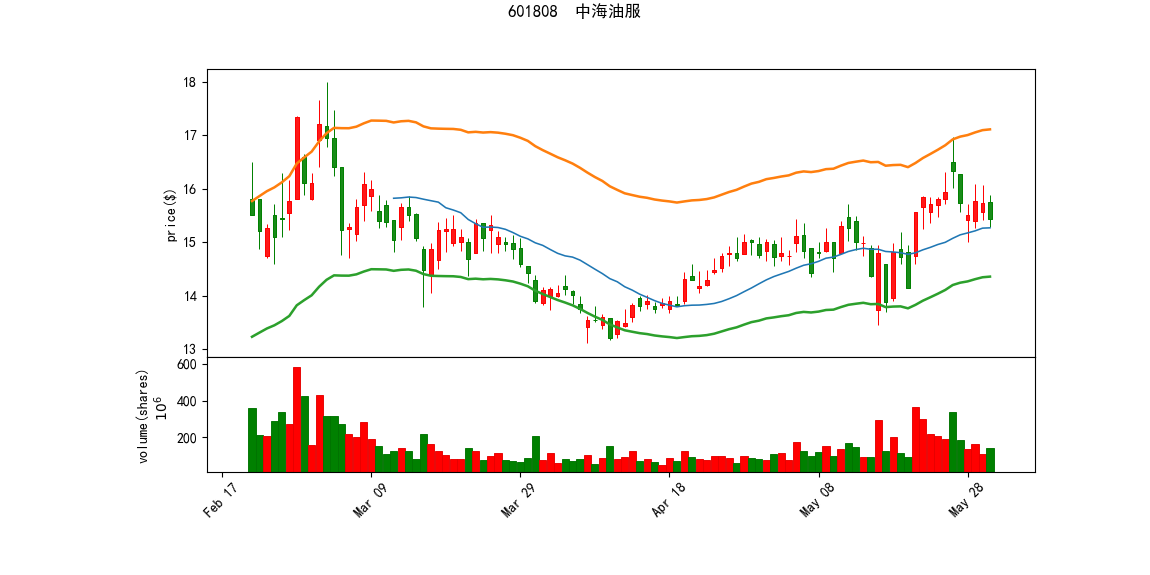 601808 中海油服
18
17
16
15
14
13
price($)
600
400
200
volume(shares)
10^6
Feb 17
Mar 09
Mar 29
Apr 18
May 08
May 28